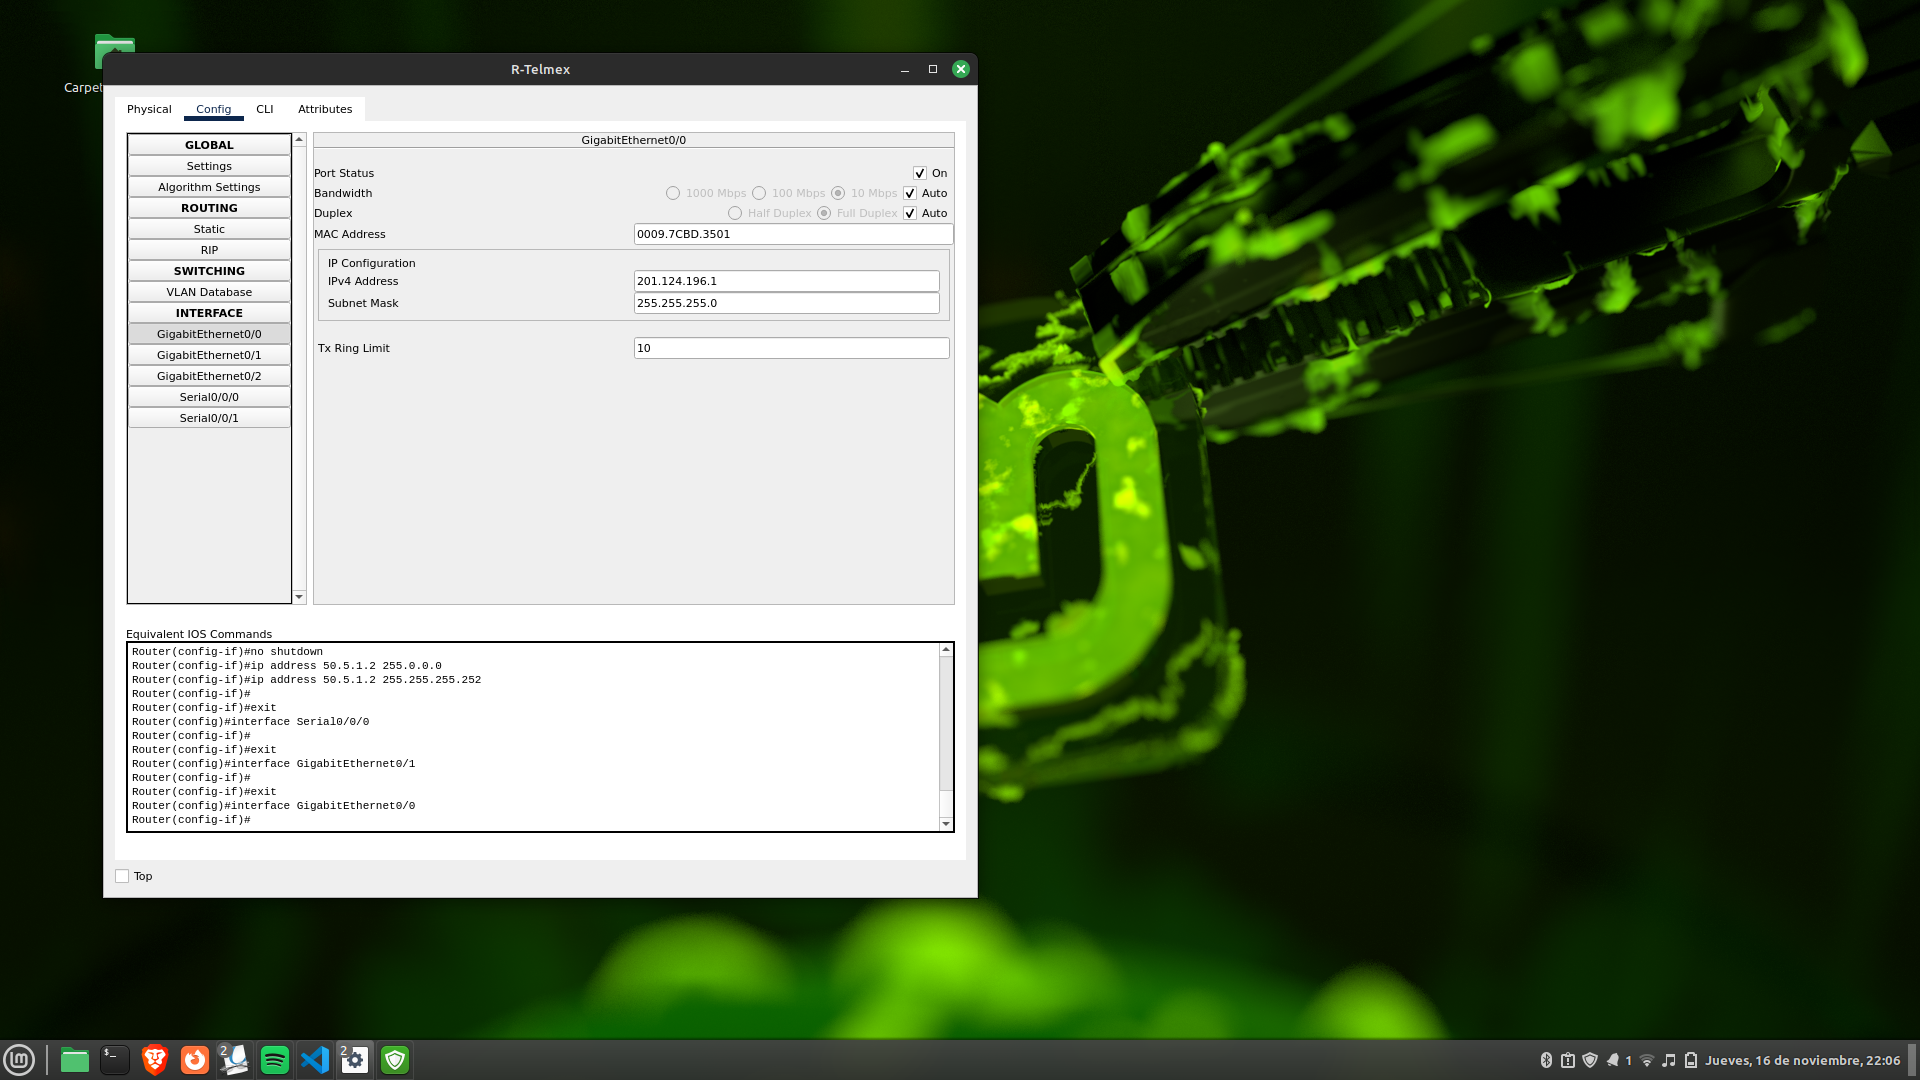 Carpet
R-Telmex
Physical Config CLI Attributes
GLOBAL
Settings
Algorithm Settings
ROUTING
Static
RIP
SWITCHING
VLAN Database
INTERFACE
GigabitEthernet0/0
GigabitEthernet0/1
GigabitEthernet0/2
Serial0/0/0
Serial0/0/1
GigabitEthernet0/0
Port Status On
Bandwidth 1000 Mbps 100 Mbps 10 Mbps Auto
Duplex Half Duplex Full Duplex Auto
MAC Address 0009.7CBD.3501
IP Configuration
IPv4 Address 201.124.196.1
Subnet Mask 255.255.255.0
Tx Ring Limit 10
Equivalent IOS Commands
Router(config-if)#no shutdown
Router(config-if)#ip address 50.5.1.2 255.0.0.0
Router(config-if)#ip address 50.5.1.2 255.255.255.252
Router(config-if)#
Router(config-if)#exit
Router(config)#interface Serial0/0/0
Router(config-if)#
Router(config-if)#exit
Router(config)#interface GigabitEthernet0/1
Router(config-if)#
Router(config-if)#exit
Router(config)#interface GigabitEthernet0/0
Router(config-if)#
Top
$_ 2 2 1 Jueves, 16 de noviembre, 22:06